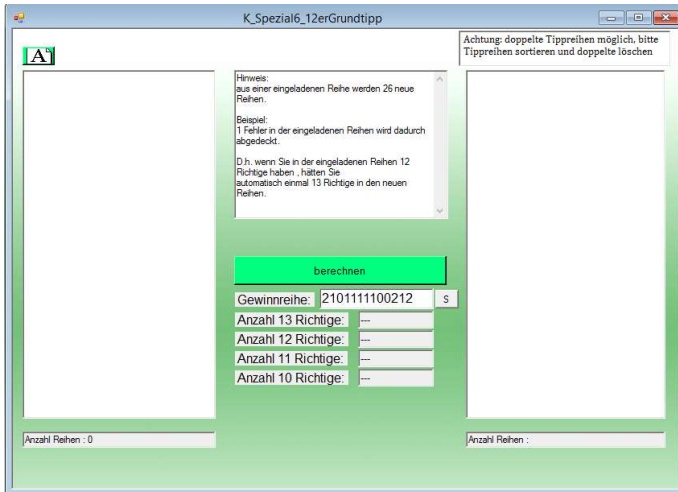 K_Spezial6_12erGrundtipp
Achtung: doppelte Tippreihen möglich, bitte
Tippreihen sortieren und doppelte löschen
A
Hinweis:
aus einer eingeladenen Reihe werden 26 neue
Reihen.
Beispiel:
1 Fehler in der eingeladenen Reihen wird dadurch
abgedeckt.
D.h. wenn Sie in der eingeladenen Reihen 12
Richtige haben , hätten Sie
automatisch einmal 13 Richtige in den neuen
Reihen.
berechnen
Gewinnreihe: 2101111100212 S
Anzahl 13 Richtige: ---
Anzahl 12 Richtige: ---
Anzahl 11 Richtige: ---
Anzahl 10 Richtige: ---
Anzahl Reihen : 0
Anzahl Reihen :